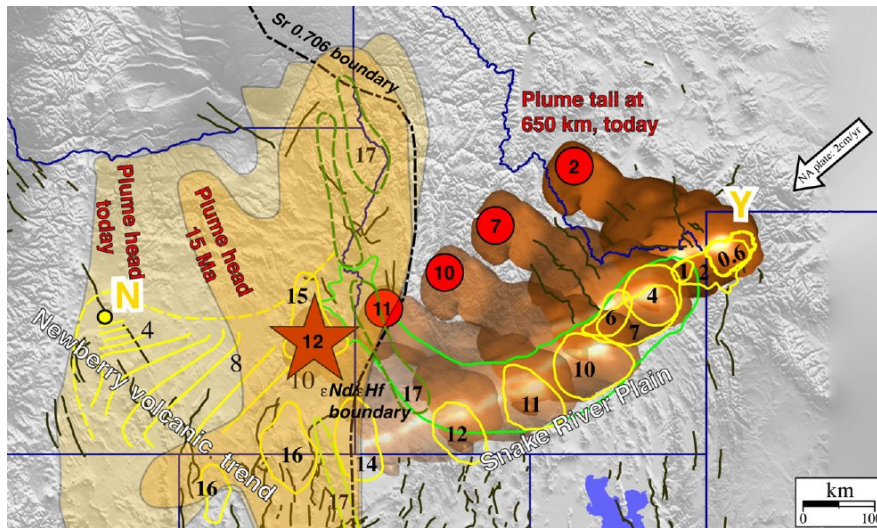 Sr 0.706 boundary
Plume tail at
650 km, today
NA plate: 2cm/yr
17
2
Plume head
today
Plume head
15 Ma
7
Y
10
1
2
0.6
N
15
11
4
4
6
12
8
7
10
10
εNd/εHf
boundary
17
11
Newberry volcanic trend
Snake River Plain
12
16
14
16
17
km
0
100